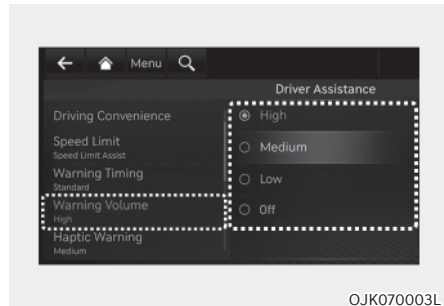 Menu
Driver Assistance
Driving Convenience
Speed Limit
Speed Limit Assist
Warning Timing
Standard
Warning Volume
High
Haptic Warning
Medium
High
Medium
Low
Off
OJK070003L